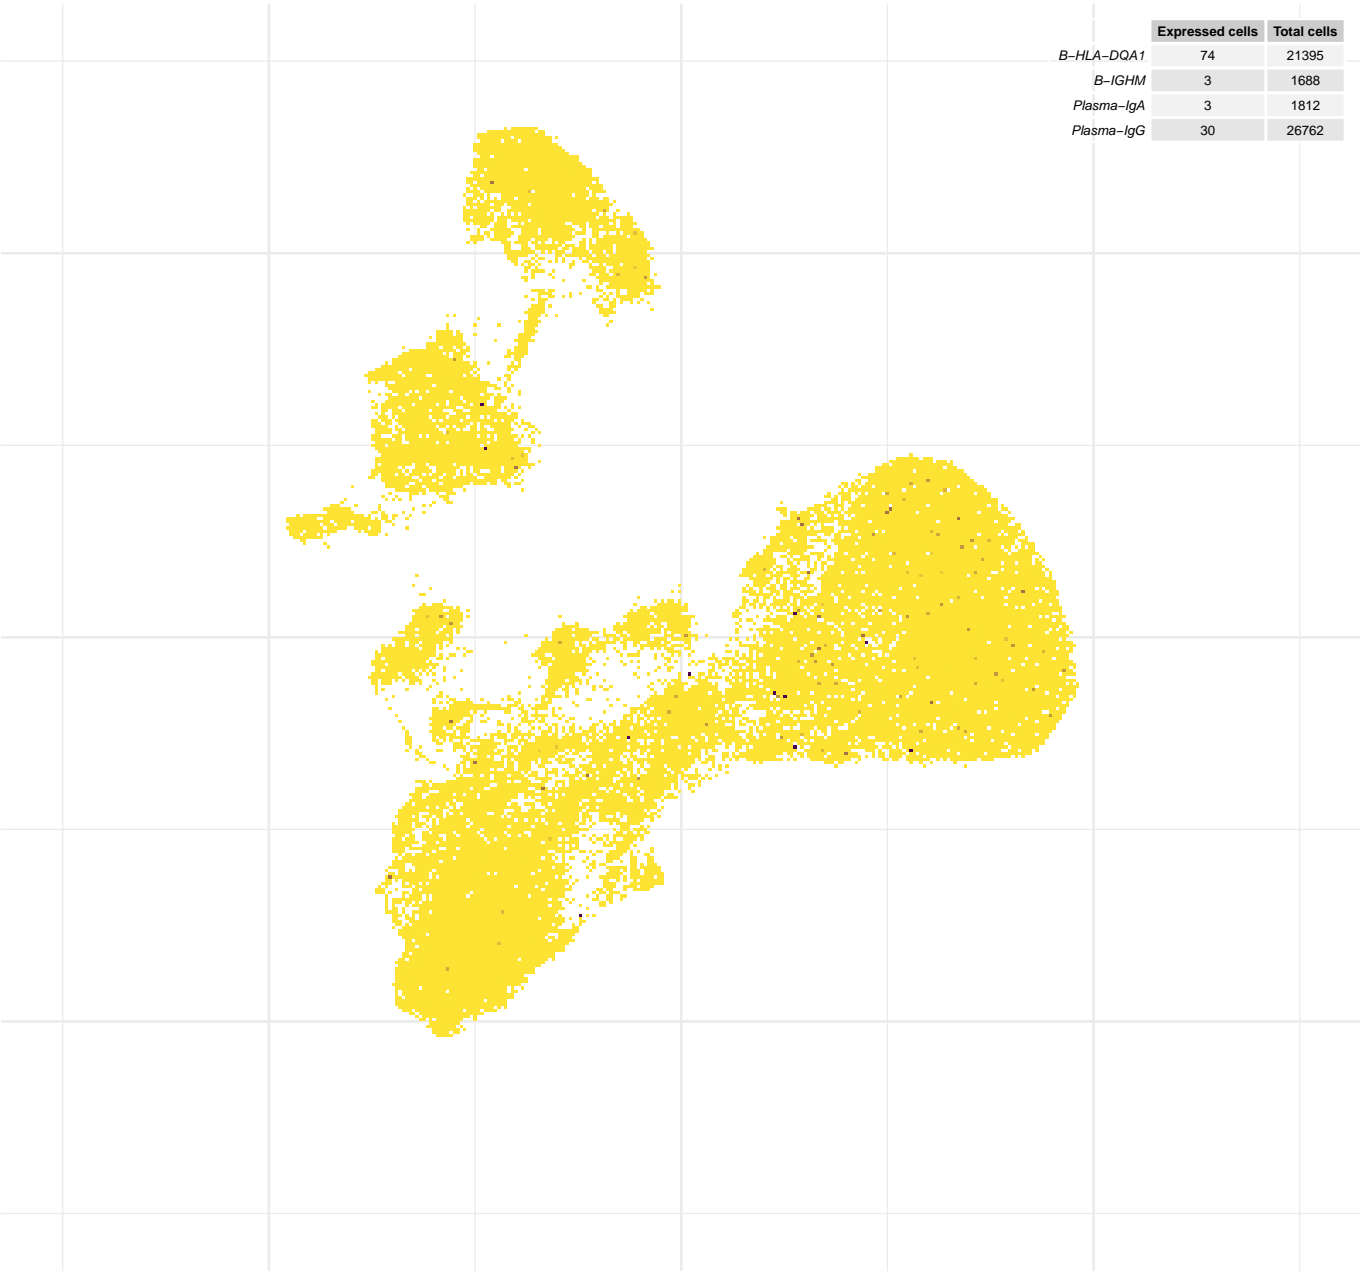 Expressed cells Total cells
B−HLA−DQA1 74 21395
B−IGHM 3 1688
Plasma−IgA 3 1812
Plasma−IgG 30 26762